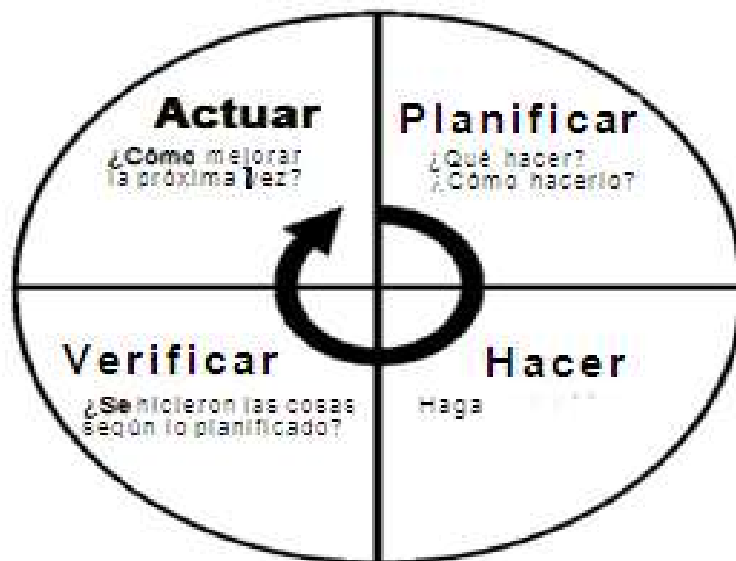 Actuar
¿Cómo mejorar
la próxima vez?
Planificar
¿Qué hacer?
¿Cómo hacerlo?
Verificar
¿Se hicieron las cosas
según lo planificado?
Hacer
Haga